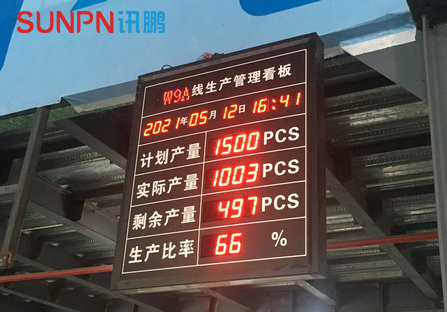 SUNPN讯鹏
W9A线生产管理看板
2021年05月12日16:41
计划产量 1500 PCS
实际产量 1003 PCS
剩余产量 497 PCS
生产比率 66 %